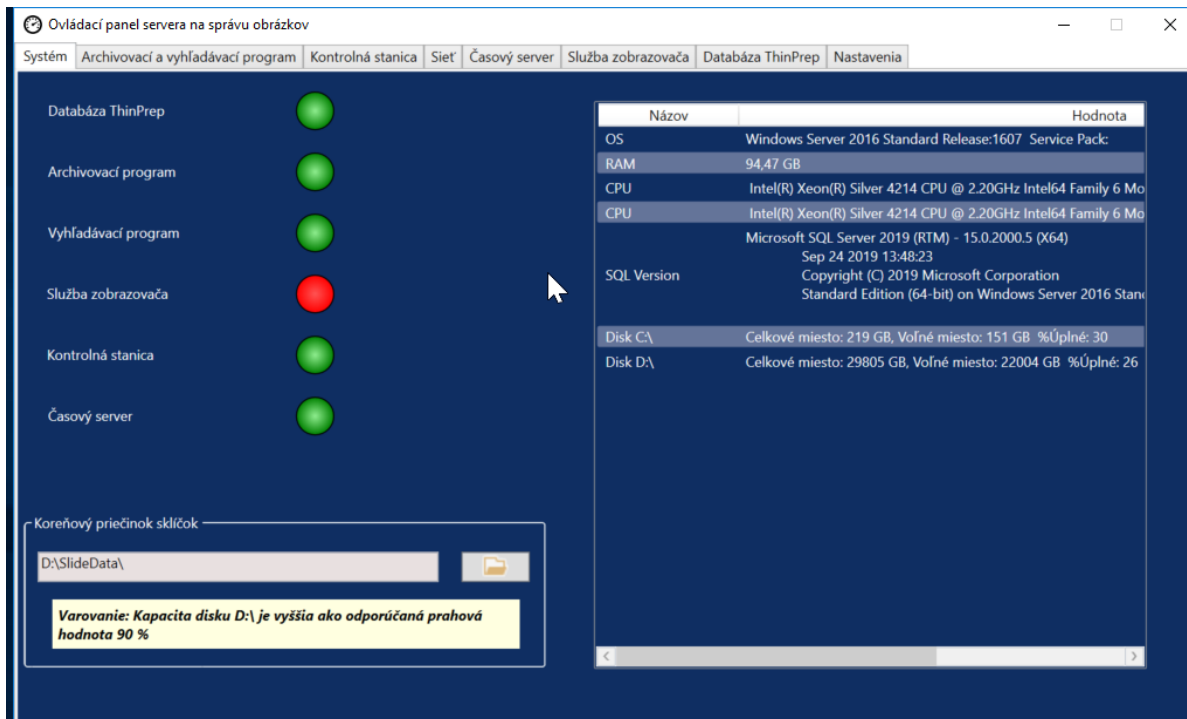 Ovládací panel servera na správu obrázkov
Systém Archivovací a vyhľadávací program Kontrolná stanica Sieť Časový server Služba zobrazovača Databáza ThinPrep Nastavenia
Databáza ThinPrep
Archivovací program
Vyhľadávací program
Služba zobrazovača
Kontrolná stanica
Časový server
Koreňový priečinok sklíčok
D:\SlideData\
Varovanie: Kapacita disku D:\ je vyššia ako odporúčaná prahová
hodnota 90 %
Názov Hodnota
OS Windows Server 2016 Standard Release:1607 Service Pack:
RAM 94,47 GB
CPU Intel(R) Xeon(R) Silver 4214 CPU @ 2.20GHz Intel64 Family 6 Mo
CPU Intel(R) Xeon(R) Silver 4214 CPU @ 2.20GHz Intel64 Family 6 Mo
Microsoft SQL Server 2019 (RTM) - 15.0.2000.5 (X64)
Sep 24 2019 13:48:23
SQL Version Copyright (C) 2019 Microsoft Corporation
Standard Edition (64-bit) on Windows Server 2016 Stan
Disk C:\ Celkové miesto: 219 GB, Voľné miesto: 151 GB %Úplné: 30
Disk D:\ Celkové miesto: 29805 GB, Voľné miesto: 22004 GB %Úplné: 26